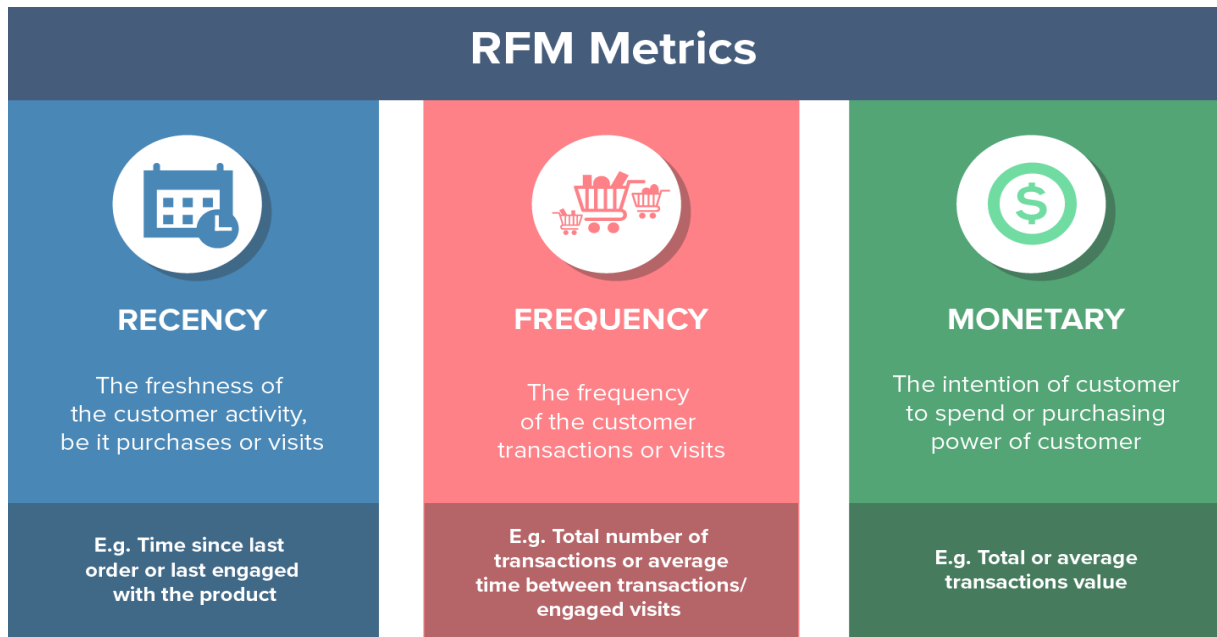 RFM Metrics
RECENCY
The freshness of
the customer activity,
be it purchases or visits
E.g. Time since last
order or last engaged
with the product
FREQUENCY
The frequency
of the customer
transactions or visits
E.g. Total number of
transactions or average
time between transactions/
engaged visits
MONETARY
The intention of customer
to spend or purchasing
power of customer
E.g. Total or average
transactions value